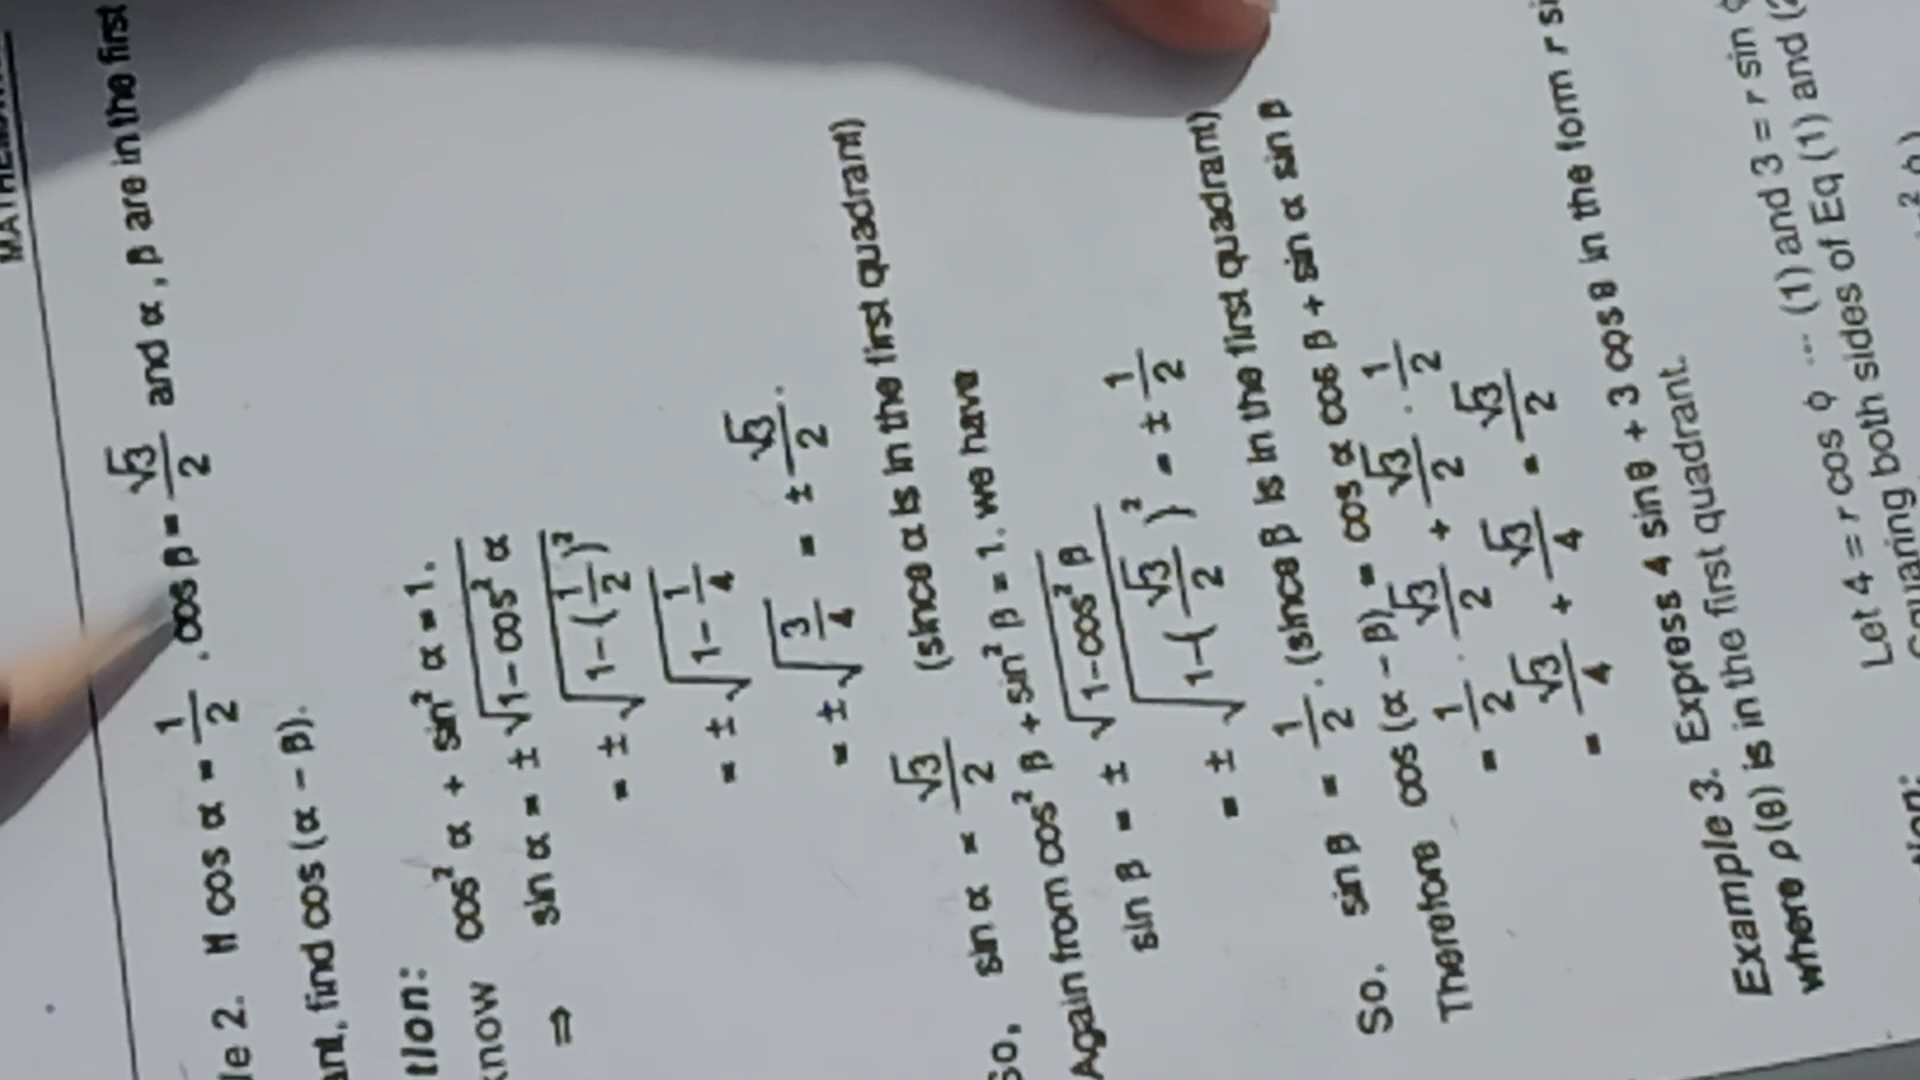 le 2. If cos α = 1/2 , cos β = √3/2 and α, β are in the first
ant, find cos (α – β).
tion:
know cos² α + sin² α = 1.
⇒ sin α = ± √(1–cos² α)
= ± √(1–(1/2)²)
= ± √(1–1/4)
= ± √(3/4) = ± √3/2 .
So, sin α = √3/2 (since α is in the first quadrant)
Again from cos² β + sin² β = 1, we have
sin β = ± √(1–cos² β)
= ± √(1–(√3/2)²) = ± 1/2
So, sin β = 1/2 . (since β is in the first quadrant)
Therefore cos (α – β) = cos α cos β + sin α sin β
= 1/2 . √3/2 + √3/2 . 1/2
= √3/4 + √3/4 = √3/2
Example 3. Express 4 sin θ + 3 cos θ in the form r
where ρ(θ) is in the first quadrant.
Let 4 = r cos φ ... (1) and 3 = r sin
Squaring both sides of Eq (1) and